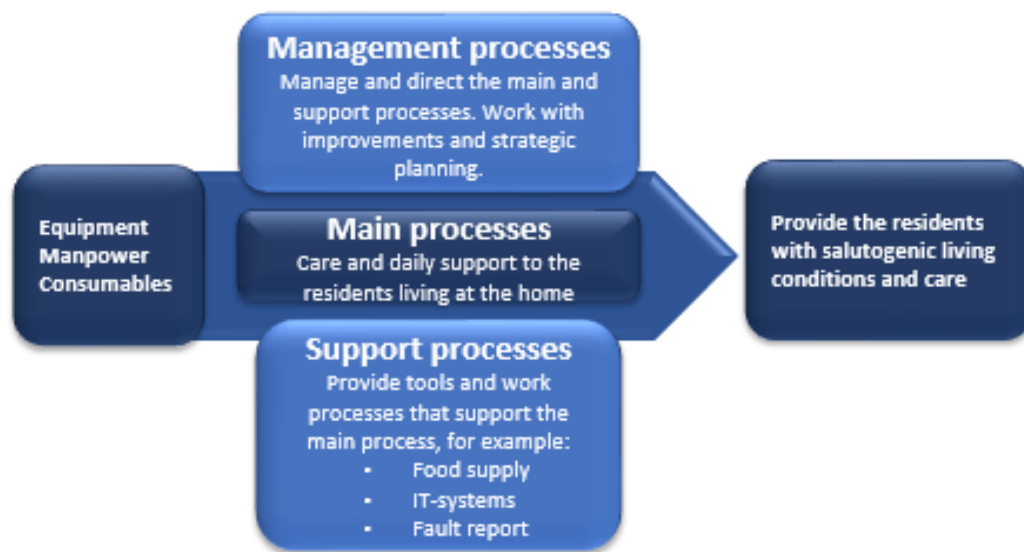 Management processes
Manage and direct the main and
support processes. Work with
improvements and strategic
planning.
Equipment
Manpower
Consumables
Main processes
Care and daily support to the
residents living at the home
Provide the residents
with salutogenic living
conditions and care
Support processes
Provide tools and work
processes that support the
main process, for example:
▪ Food supply
▪ IT-systems
▪ Fault report